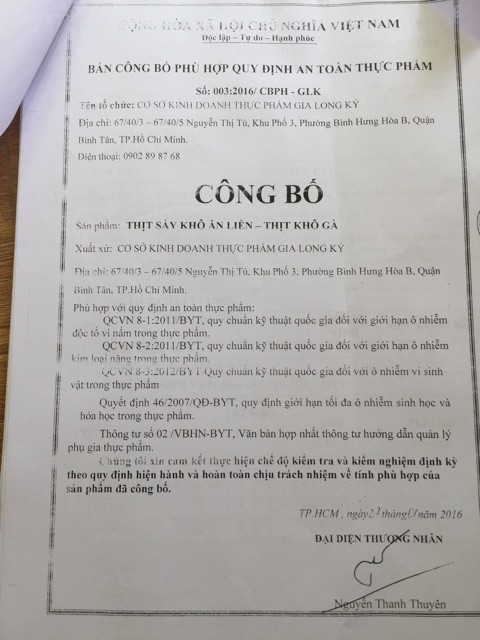 CỘNG HÒA XÃ HỘI CHỦ NGHĨA VIỆT NAM
Độc lập – Tự do – Hạnh phúc
BẢN CÔNG BỐ PHÙ HỢP QUY ĐỊNH AN TOÀN THỰC PHẨM
Số: 003:2016/ CBPH - GLK
Tên tổ chức: CƠ SỞ KINH DOANH THỰC PHẨM GIA LONG KÝ
Địa chỉ: 67/40/3 – 67/40/5 Nguyễn Thị Tú, Khu Phố 3, Phường Bình Hưng Hòa B, Quận
Bình Tân, TP.Hồ Chí Minh.
Điện thoại: 0902 89 87 68
CÔNG BỐ
Sản phẩm: THỊT SẤY KHÔ ĂN LIỀN – THỊT KHÔ GÀ
Xuất xứ: CƠ SỞ KINH DOANH THỰC PHẨM GIA LONG KÝ
Địa chỉ: 67/40/3 – 67/40/5 Nguyễn Thị Tú, Khu Phố 3, Phường Bình Hưng Hòa B, Quận
Bình Tân, TP.Hồ Chí Minh.
Phù hợp với quy định an toàn thực phẩm:
QCVN 8-1:2011/BYT, quy chuẩn kỹ thuật quốc gia đối với giới hạn ô nhiễm
độc tố vi nấm trong thực phẩm.
QCVN 8-2:2011/BYT, quy chuẩn kỹ thuật quốc gia đối với giới hạn ô nhiễm
kim loại nặng trong thực phẩm.
QCVN 8-3:2012/BYT Quy chuẩn kỹ thuật quốc gia đối với ô nhiễm vi sinh
vật trong thực phẩm
Quyết định 46/2007/QĐ-BYT, quy định giới hạn tối đa ô nhiễm sinh học và
hóa học trong thực phẩm.
Thông tư số 02 /VBHN-BYT, Văn bản hợp nhất thông tư hướng dẫn quản lý
phụ gia thực phẩm.
Chúng tôi xin cam kết thực hiện chế độ kiểm tra và kiểm nghiệm định kỳ
theo quy định hiện hành và hoàn toàn chịu trách nhiệm về tính phù hợp của
sản phẩm đã công bố.
TP.HCM , ngày tháng năm 2016
ĐẠI DIỆN THƯƠNG NHÂN
Nguyễn Thanh Thuyên